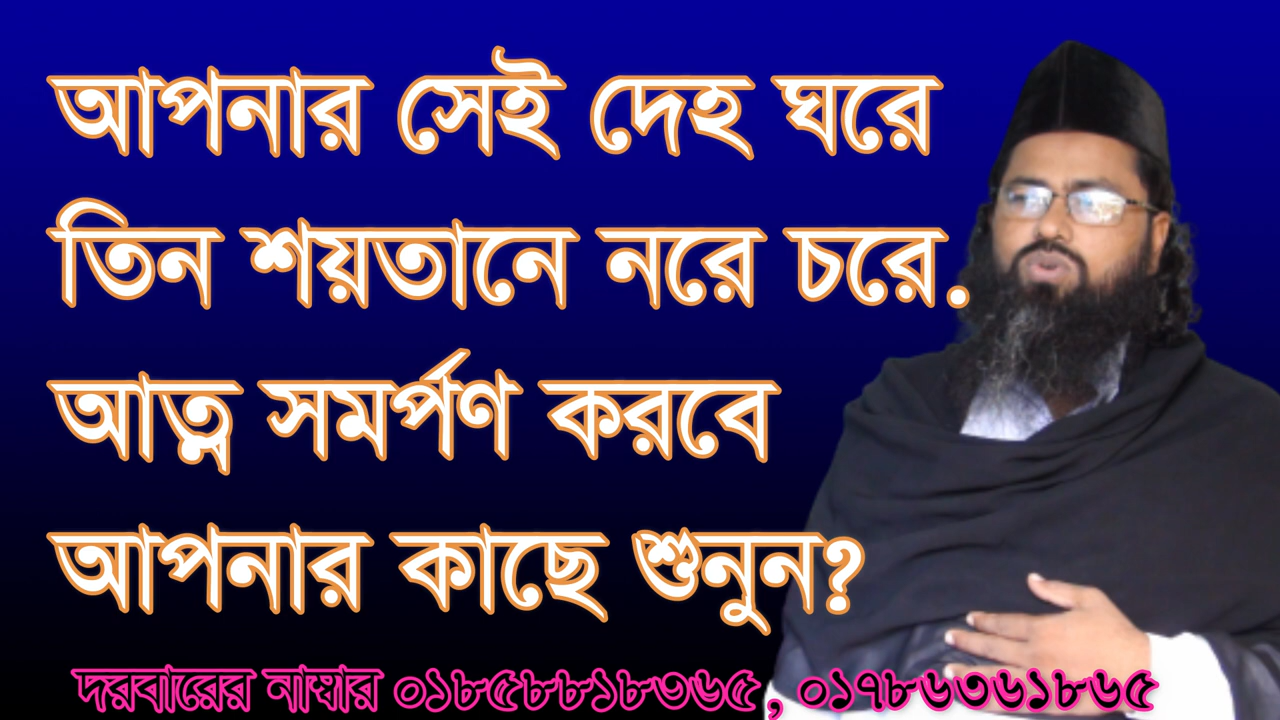 আপনার সেই দেহ ঘরে
তিন শয়তানে নরে চরে.
আত্ন সমর্পণ করবে
আপনার কাছে শুনুন?
দরবারের নাম্বার ০১৮৫৮৮১৮৩৬৫, ০১৭৮৬৩৬১৮৬৫